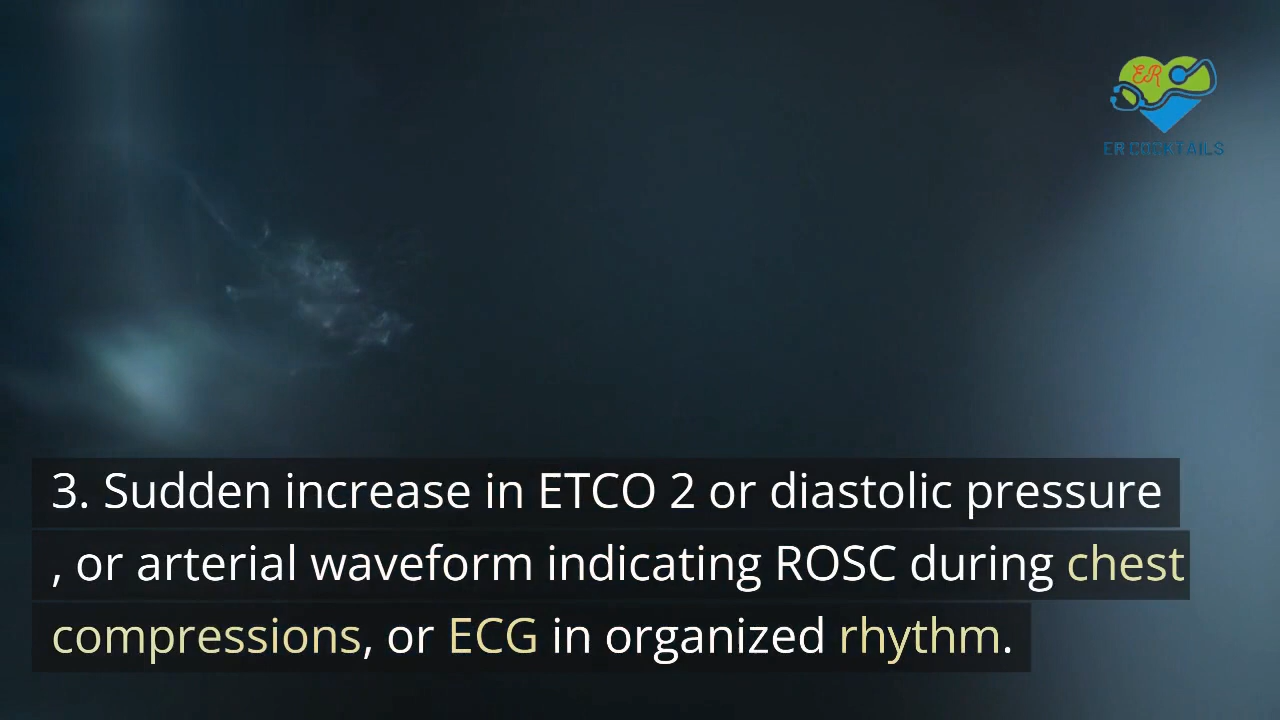 ER
ER COCKTAILS
3. Sudden increase in ETCO 2 or diastolic pressure
, or arterial waveform indicating ROSC during chest
compressions, or ECG in organized rhythm.